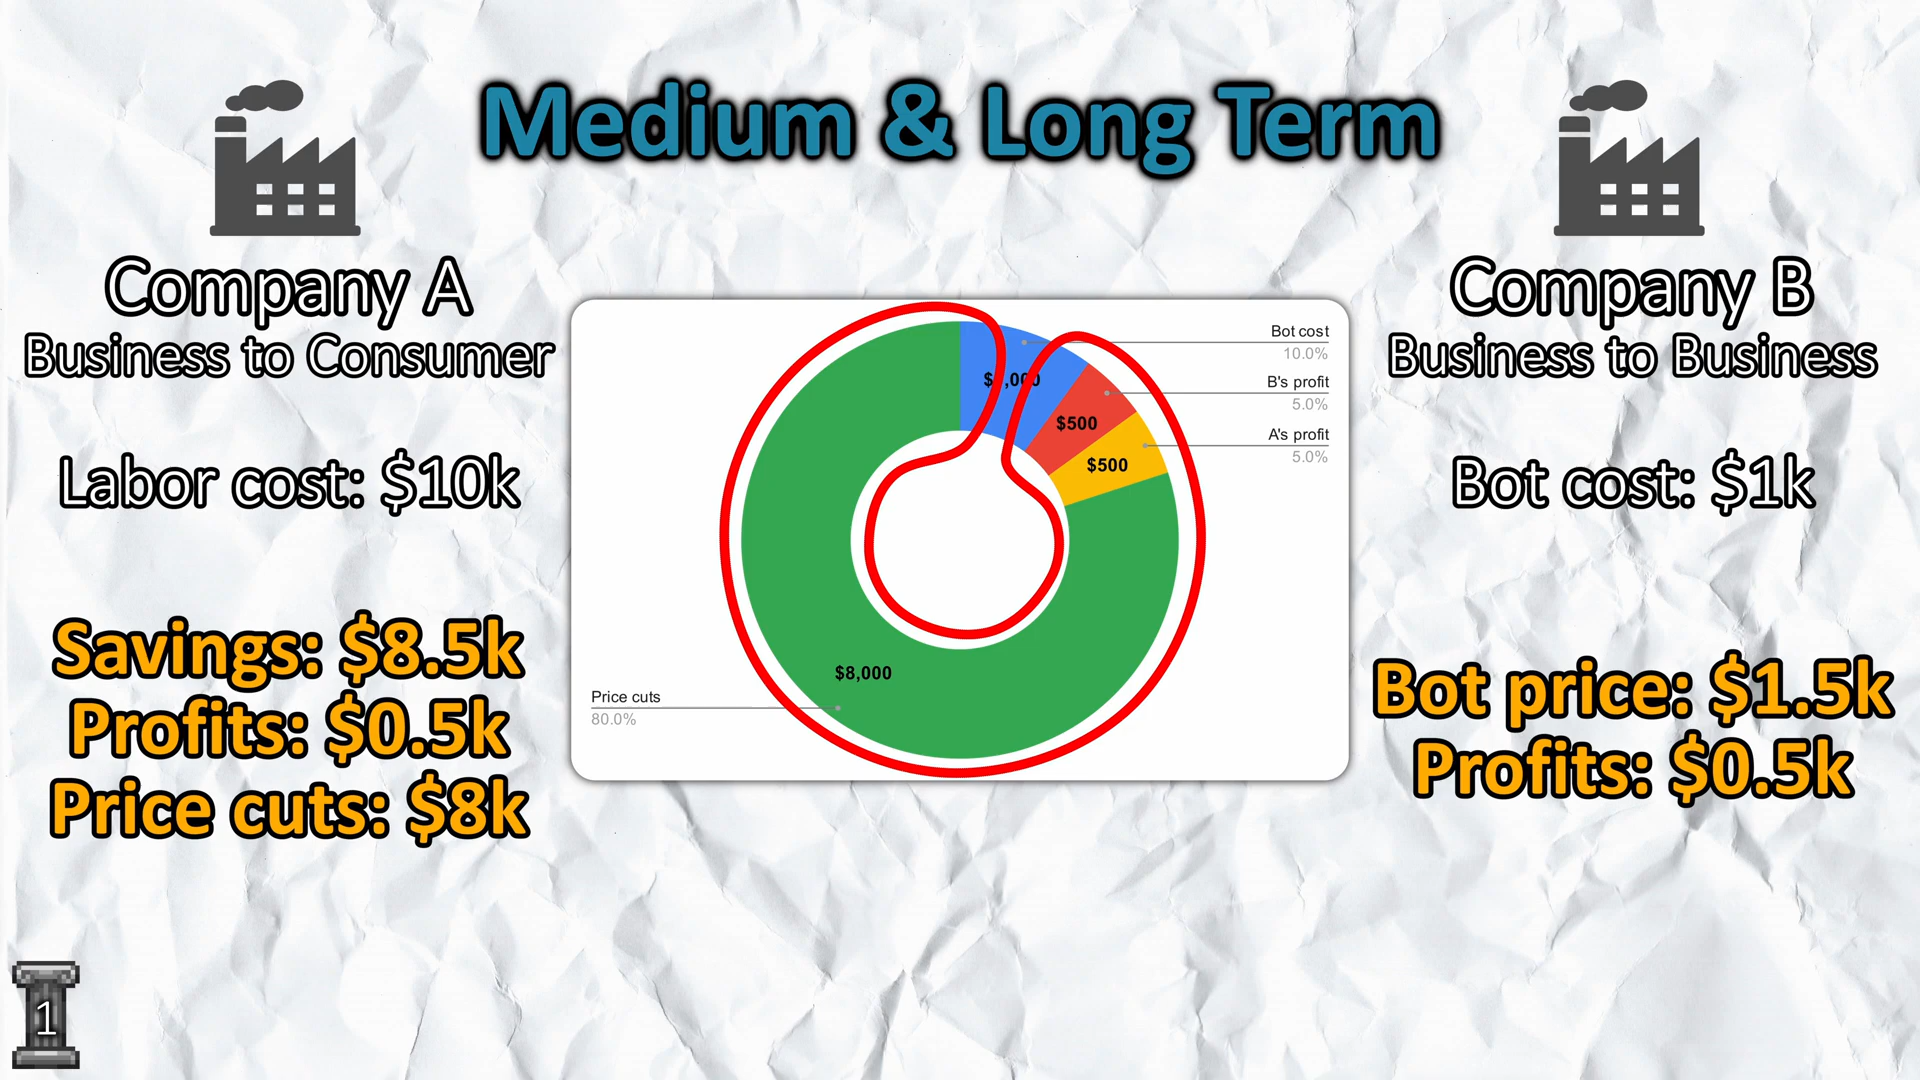 Medium & Long Term
Company A
Business to Consumer
Labor cost: $10k
Savings: $8.5k
Profits: $0.5k
Price cuts: $8k
Bot cost
10.0%
B's profit
5.0%
A's profit
5.0%
$500
$500
$8,000
Price cuts
80.0%
Company B
Business to Business
Bot cost: $1k
Bot price: $1.5k
Profits: $0.5k
1